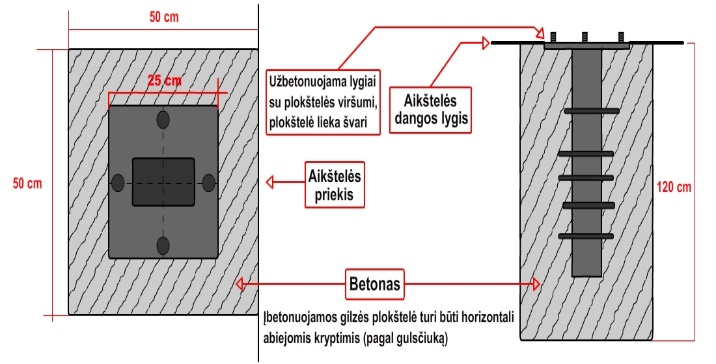 50 cm
25 cm
50 cm
Užbetonuojama lygiai
su plokštelės viršumi,
plokštelė lieka švari
Aikštelės
dangos lygis
Aikštelės
priekis
120 cm
Betonas
Įbetonuojamos gilzės plokštelė turi būti horizontali
abiejomis kryptimis (pagal gulsčiuką)